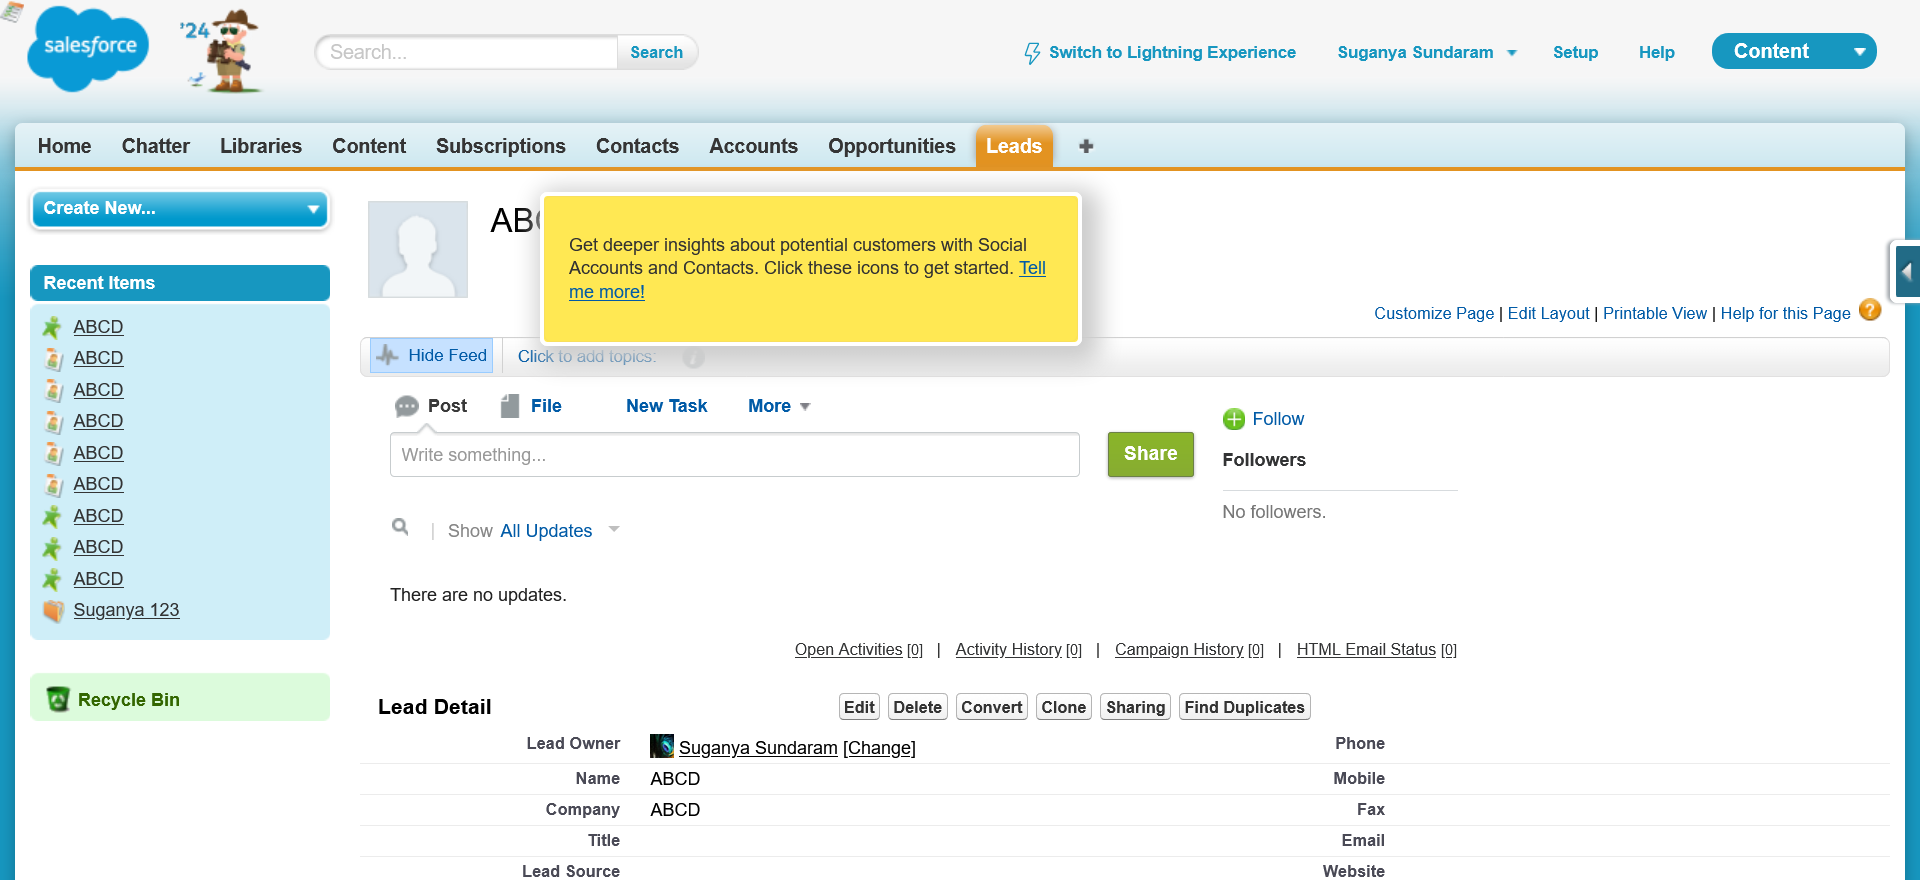 salesforce
'24
Search...
Search
Switch to Lightning Experience
Suganya Sundaram
Setup
Help
Content
Home
Chatter
Libraries
Content
Subscriptions
Contacts
Accounts
Opportunities
Leads
Create New...
Recent Items
ABCD
ABCD
ABCD
ABCD
ABCD
ABCD
ABCD
ABCD
ABCD
Suganya 123
Recycle Bin
Get deeper insights about potential customers with Social
Accounts and Contacts. Click these icons to get started. Tell
me more!
Customize Page | Edit Layout | Printable View | Help for this Page
Hide Feed
Click to add topics:
Post
File
New Task
More
Write something...
Share
Follow
Followers
No followers.
Show All Updates
There are no updates.
Open Activities [0] | Activity History [0] | Campaign History [0] | HTML Email Status [0]
Lead Detail
Edit
Delete
Convert
Clone
Sharing
Find Duplicates
Lead Owner Suganya Sundaram [Change] Phone
Name ABCD Mobile
Company ABCD Fax
Title Email
Lead Source Website